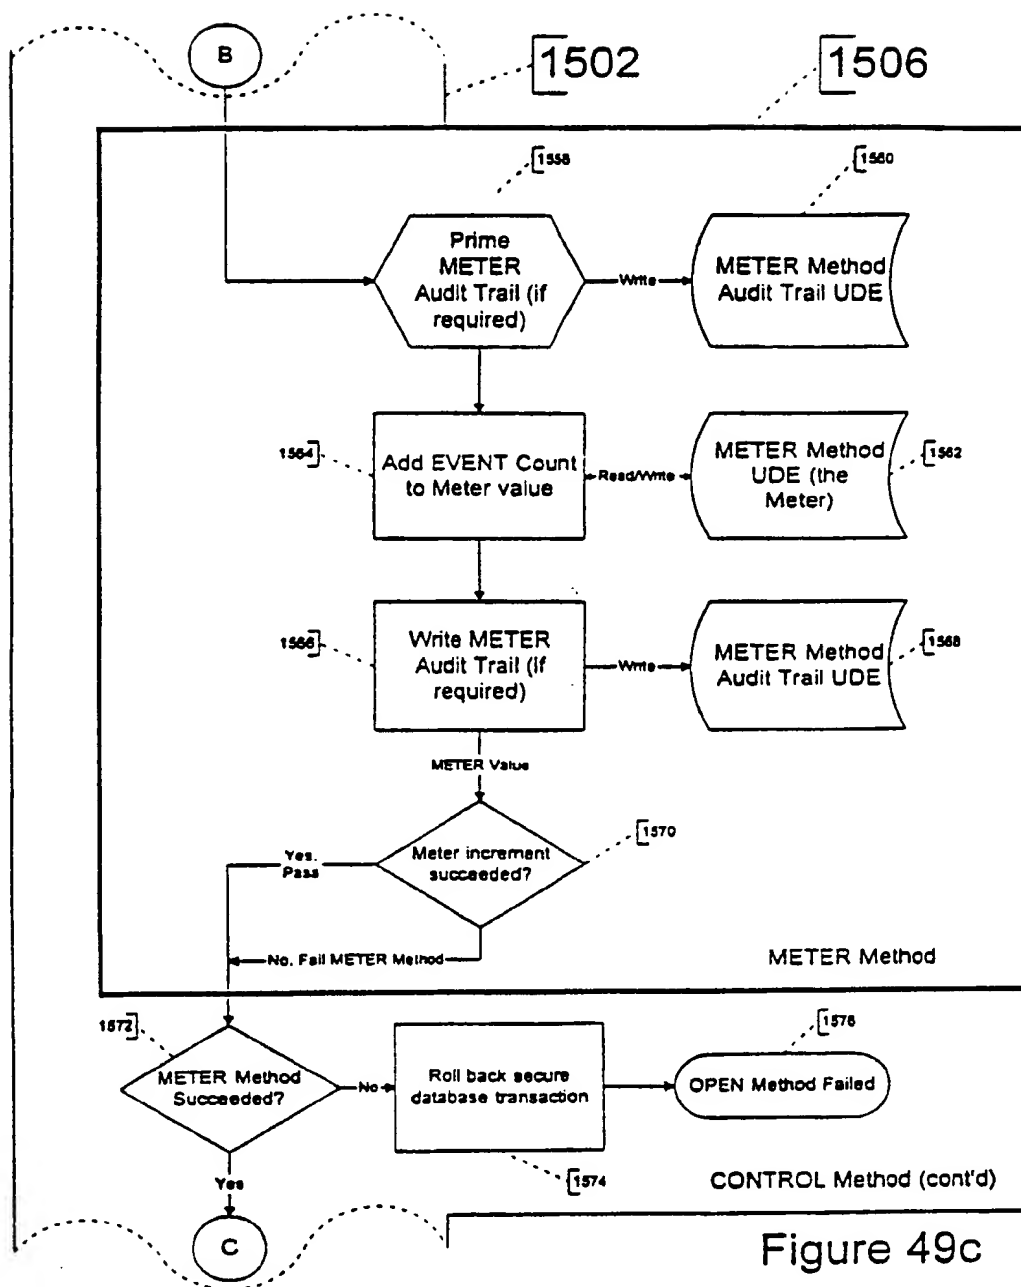 B
1502
1506
1558
1560
Prime
METER
Audit Trail (if
required)
Write
METER Method
Audit Trail UDE
1564
Add EVENT Count
to Meter value
Read/Write
METER Method
UDE (the
Meter)
1562
1566
Write METER
Audit Trail (if
required)
Write
METER Method
Audit Trail UDE
1568
METER Value
1570
Meter increment
succeeded?
Yes.
Pass
No. Fail METER Method
METER Method
1572
METER Method
Succeeded?
No
Roll back secure
database transaction
1576
OPEN Method Failed
1574
Yes
CONTROL Method (cont'd)
C
Figure 49c